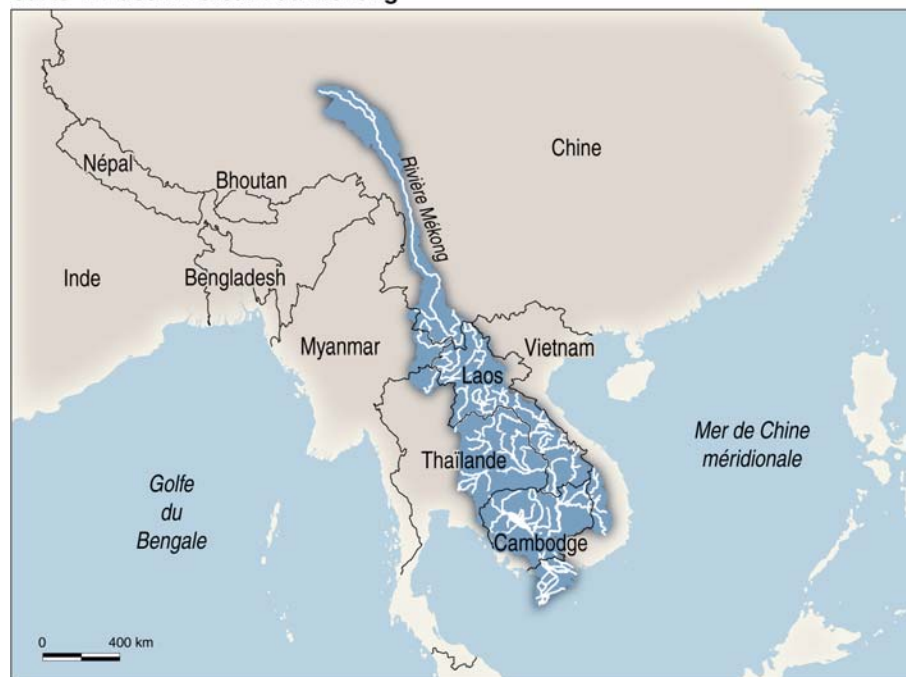 Chine
Népal
Bhoutan
Rivière Mékong
Inde
Bengladesh
Myanmar
Vietnam
Laos
Mer de Chine
méridionale
Thaïlande
Golfe
du
Bengale
Cambodge
0 400 km